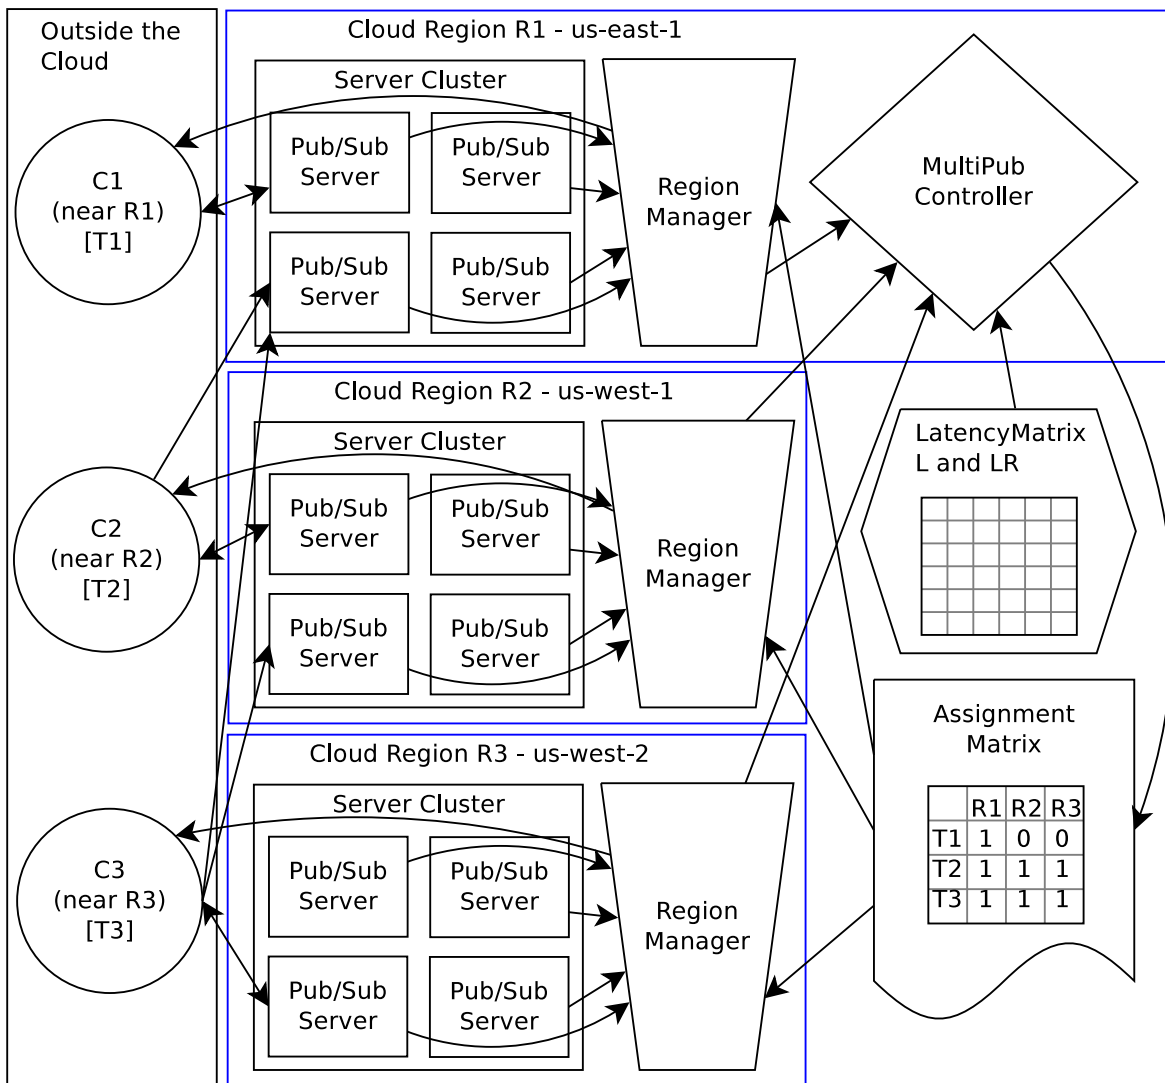 Outside the
Cloud
C1
(near R1)
[T1]
C2
(near R2)
[T2]
C3
(near R3)
[T3]
Cloud Region R1 - us-east-1
Server Cluster
Pub/Sub
Server
Pub/Sub
Server
Pub/Sub
Server
Pub/Sub
Server
Region
Manager
MultiPub
Controller
Cloud Region R2 - us-west-1
Server Cluster
Pub/Sub
Server
Pub/Sub
Server
Pub/Sub
Server
Pub/Sub
Server
Region
Manager
LatencyMatrix
L and LR
Cloud Region R3 - us-west-2
Server Cluster
Pub/Sub
Server
Pub/Sub
Server
Pub/Sub
Server
Pub/Sub
Server
Region
Manager
Assignment
Matrix
R1 R2 R3
T1 1 0 0
T2 1 1 1
T3 1 1 1